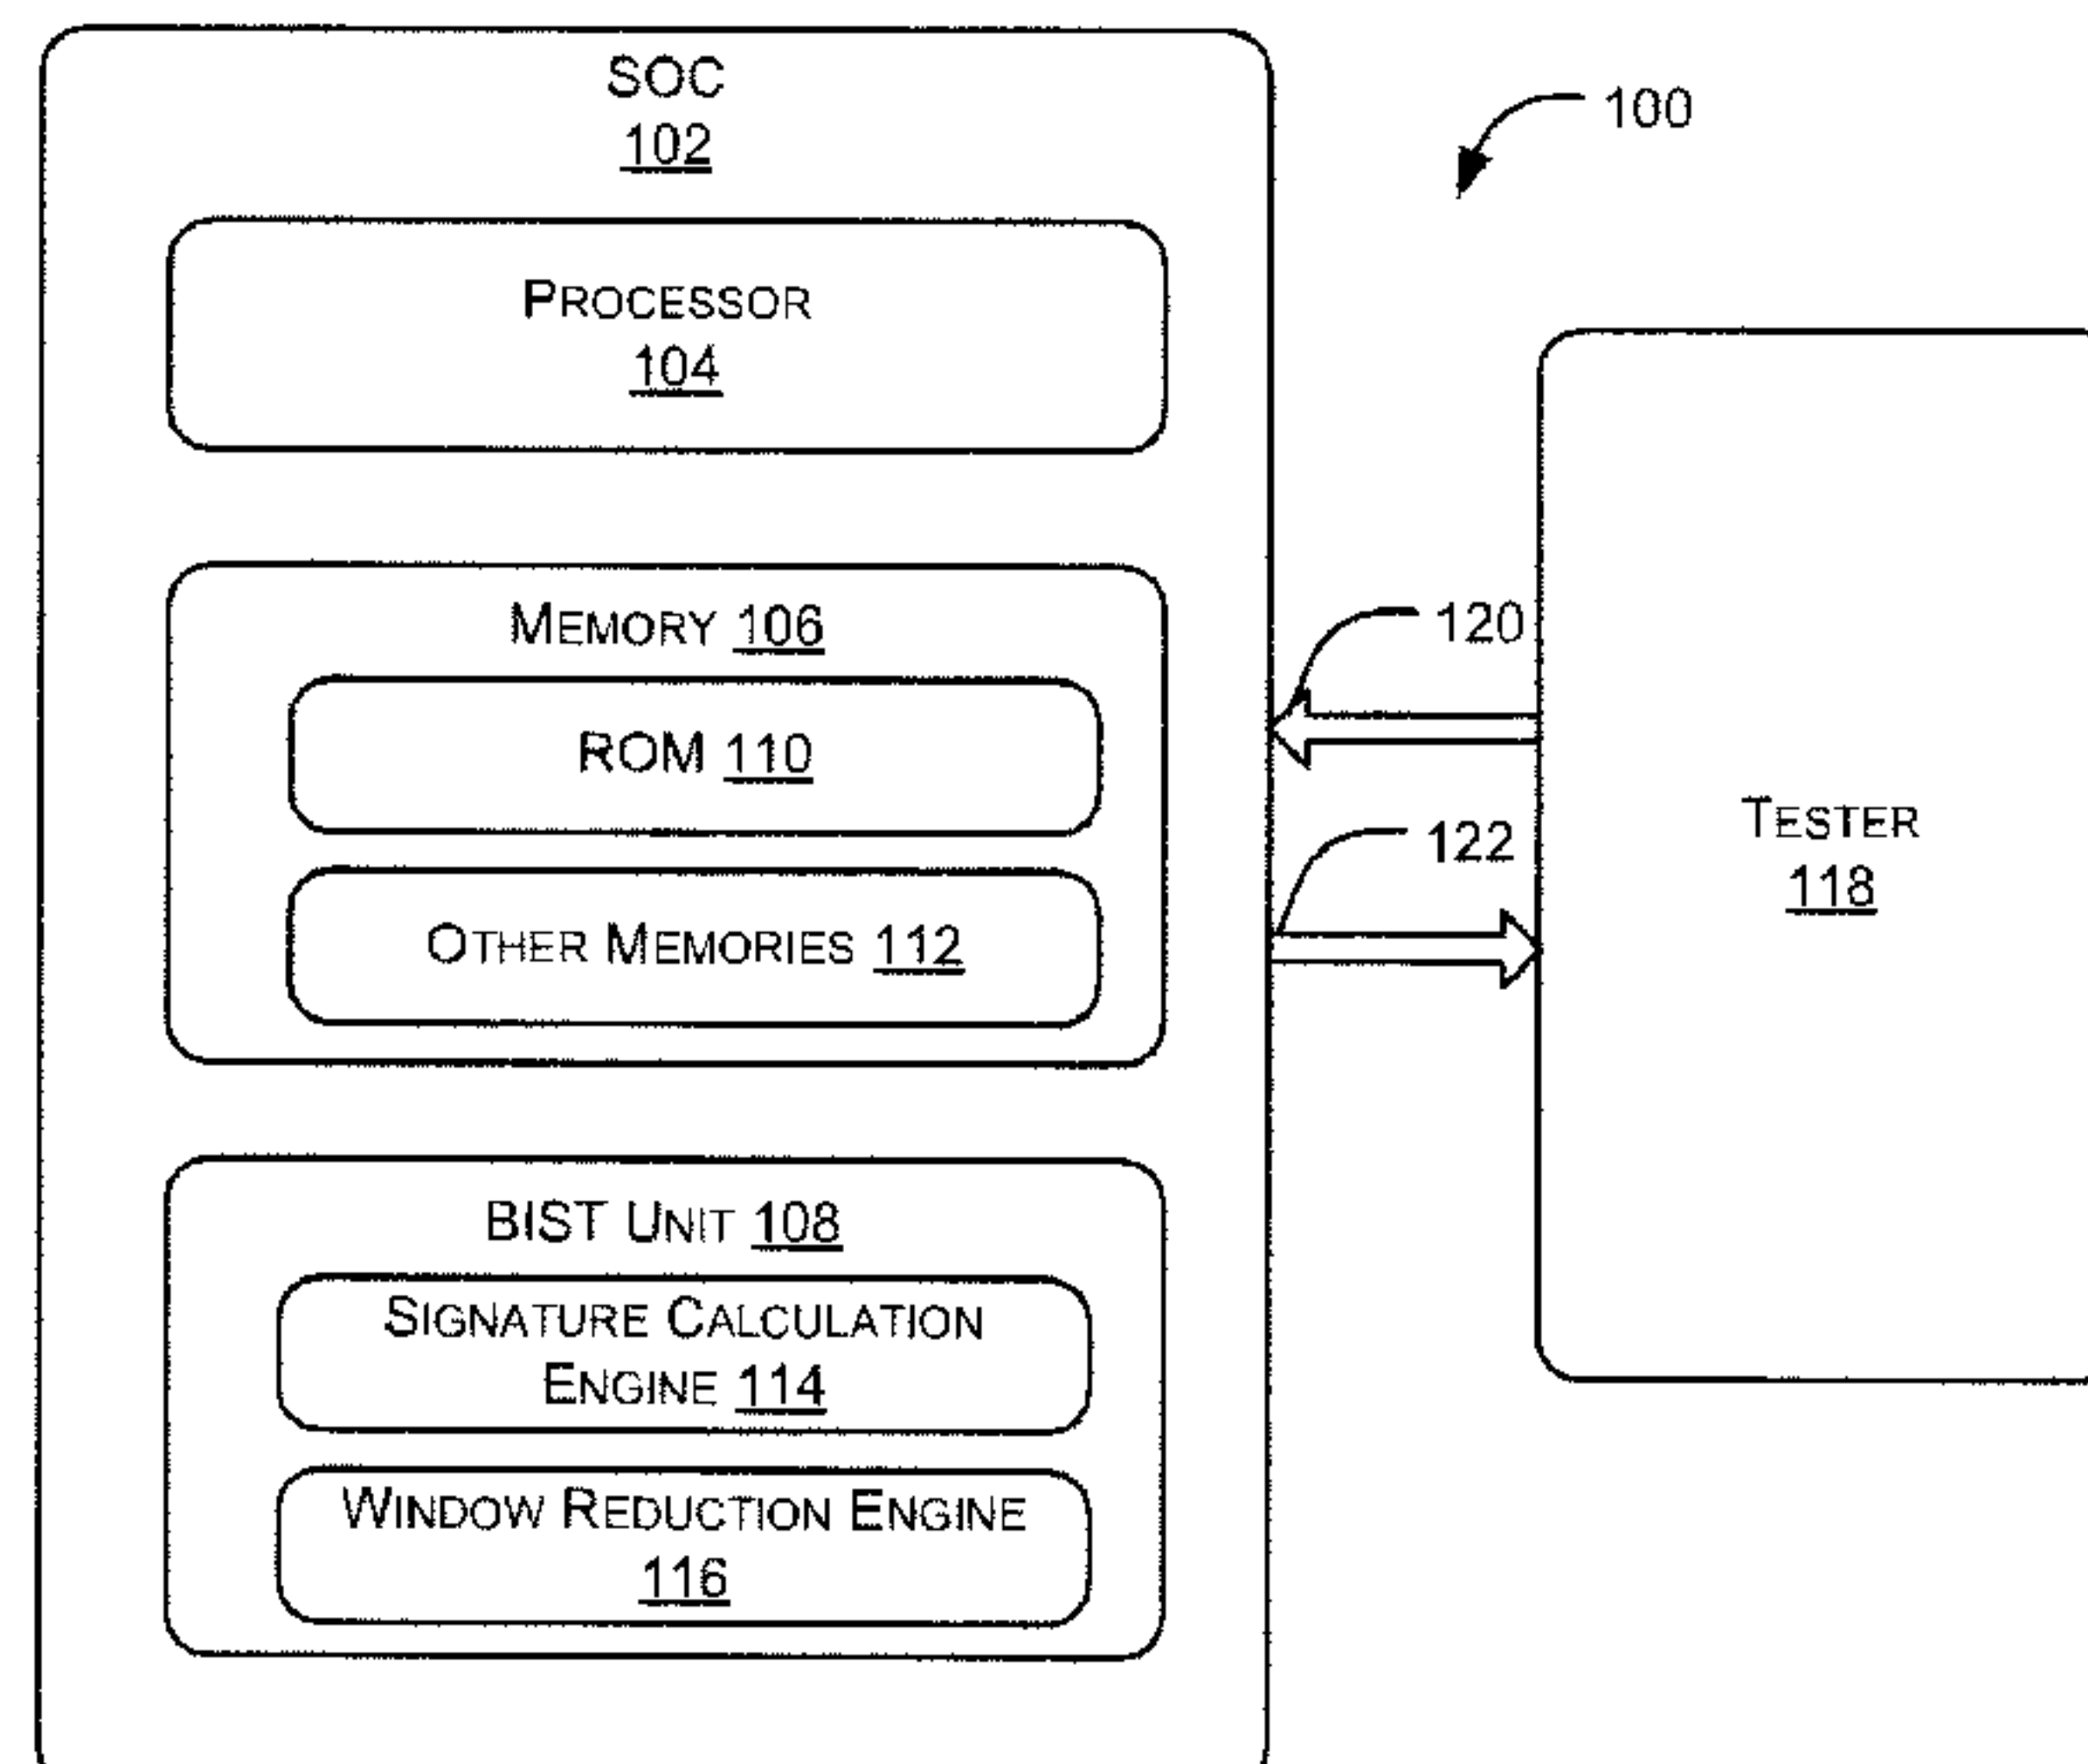 SOC
102
100
PROCESSOR
104
MEMORY 106
120
ROM 110
TESTER
118
122
OTHER MEMORIES 112
BIST UNIT 108
SIGNATURE CALCULATION
ENGINE 114
WINDOW REDUCTION ENGINE
116